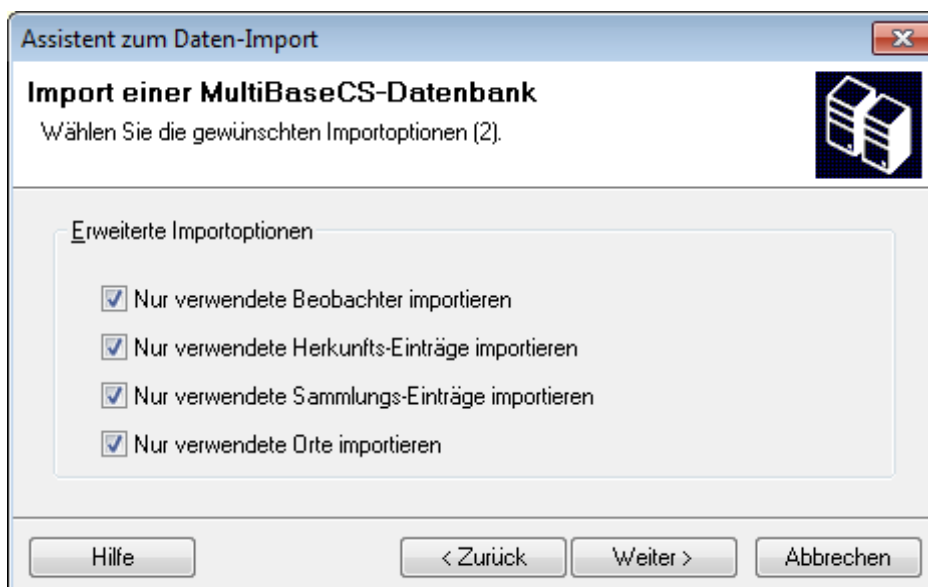 Assistent zum Daten-Import
Import einer MultiBaseCS-Datenbank
Wählen Sie die gewünschten Importoptionen (2).
Erweiterte Importoptionen
Nur verwendete Beobachter importieren
Nur verwendete Herkunfts-Einträge importieren
Nur verwendete Sammlungs-Einträge importieren
Nur verwendete Orte importieren
Hilfe < Zurück Weiter > Abbrechen